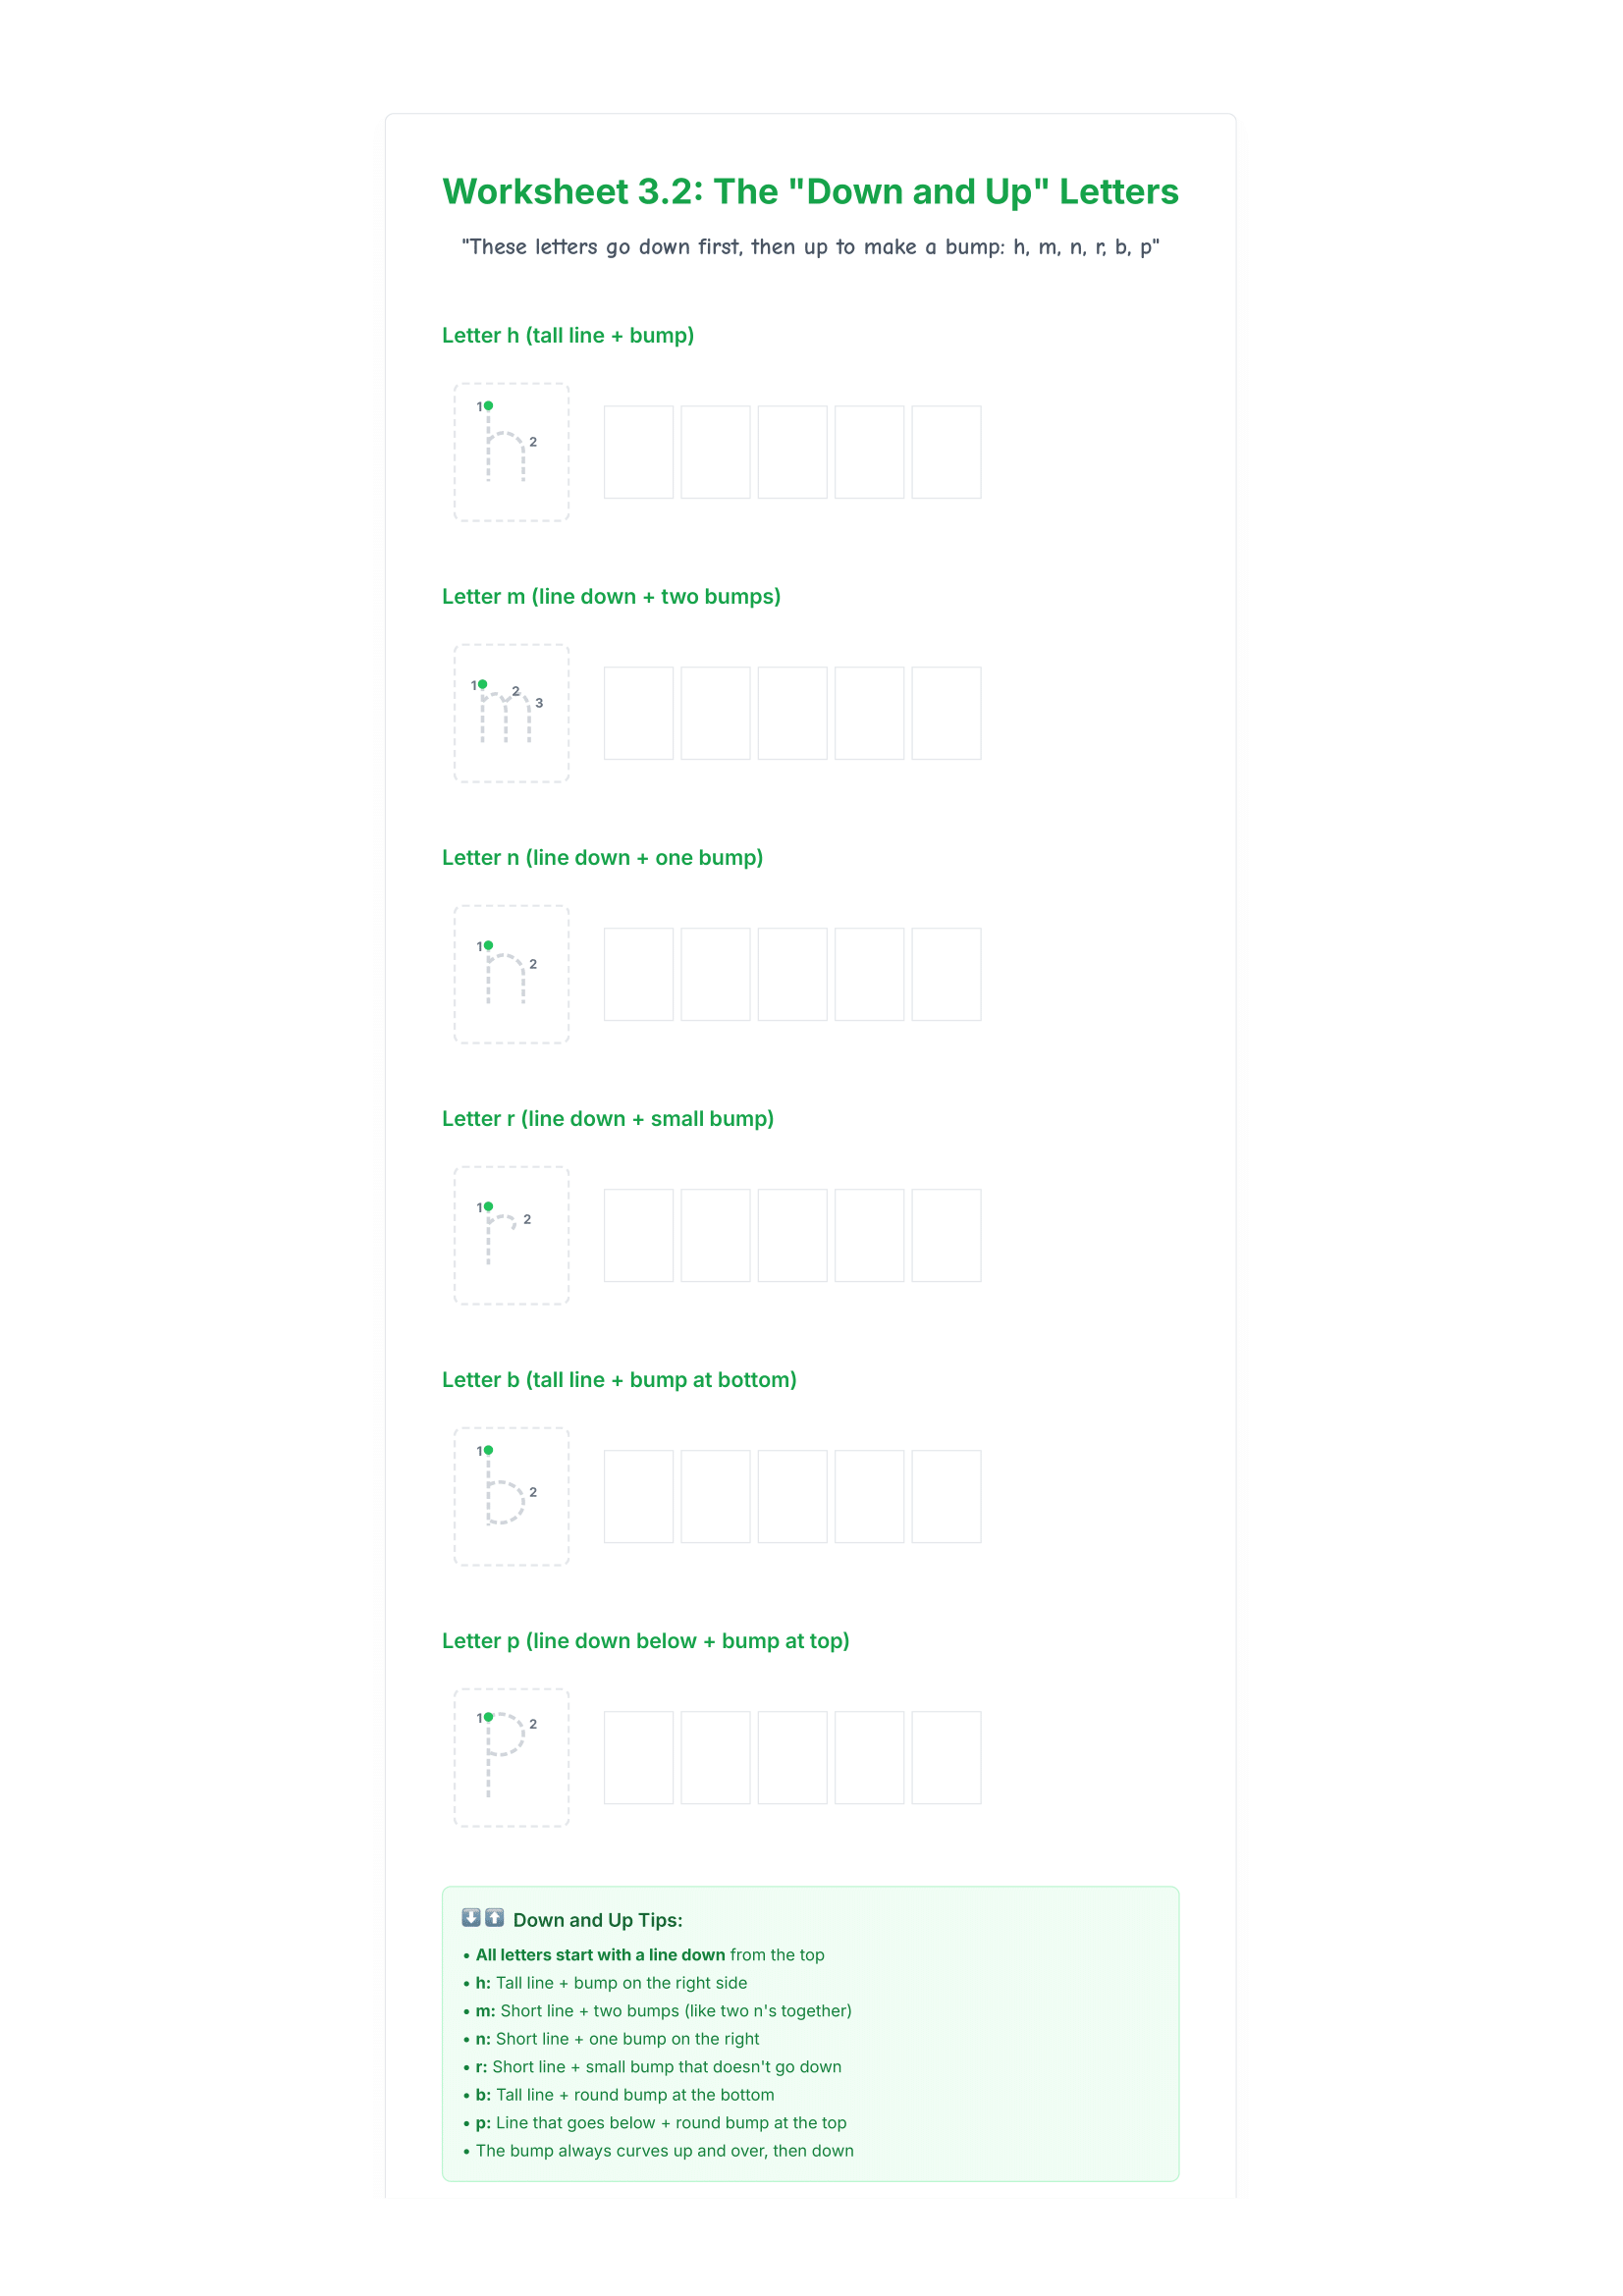 Worksheet 3.2: The "Down and Up" Letters
"These letters go down first, then up to make a bump: h, m, n, r, b, p"
Letter h (tall line + bump)
1
h
2
Letter m (line down + two bumps)
1
m
2
3
Letter n (line down + one bump)
1
n
2
Letter r (line down + small bump)
1
r
2
Letter b (tall line + bump at bottom)
1
b
2
Letter p (line down below + bump at top)
1
p
2
⬇️⬆️ Down and Up Tips:
• All letters start with a line down from the top
• h: Tall line + bump on the right side
• m: Short line + two bumps (like two n's together)
• n: Short line + one bump on the right
• r: Short line + small bump that doesn't go down
• b: Tall line + round bump at the bottom
• p: Line that goes below + round bump at the top
• The bump always curves up and over, then down